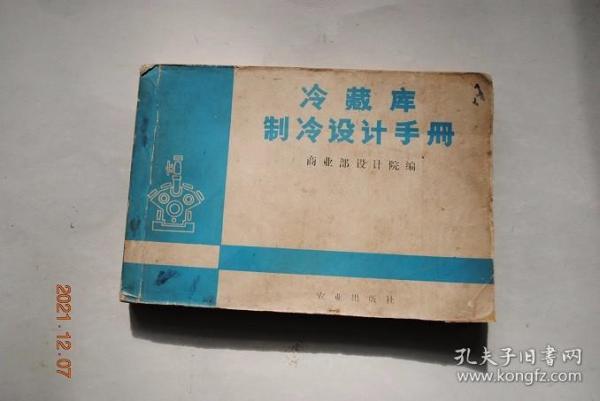 冷藏库
制冷设计手册
商业部设计院编
农业出版社
2021.12.07
孔夫子旧书网
www.kongfz.com